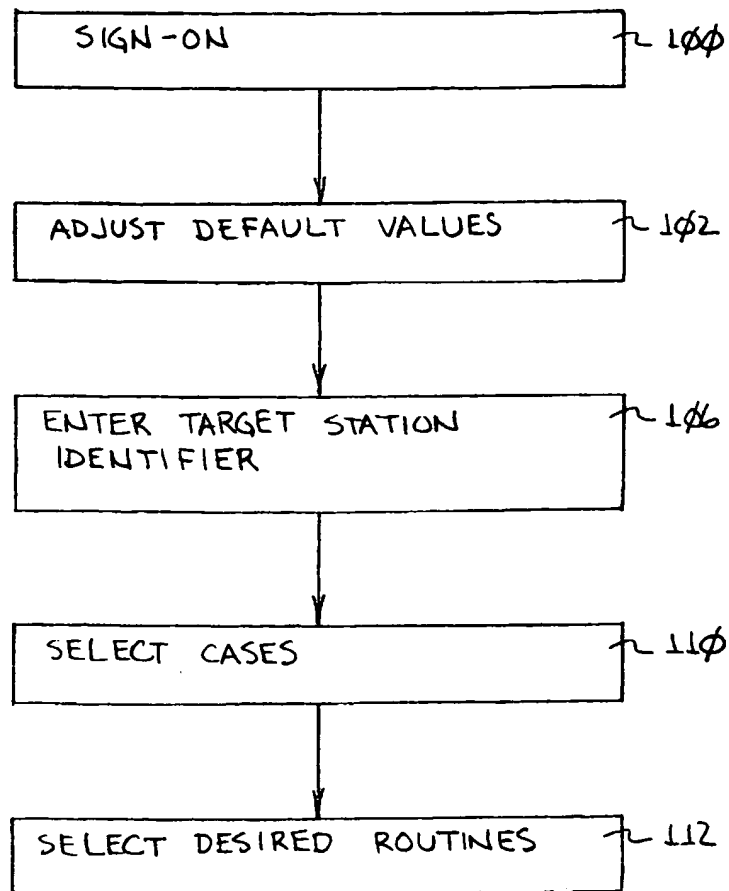 SIGN-ON 100
ADJUST DEFAULT VALUES 102
ENTER TARGET STATION 106
IDENTIFIER
SELECT CASES 110
SELECT DESIRED ROUTINES 112